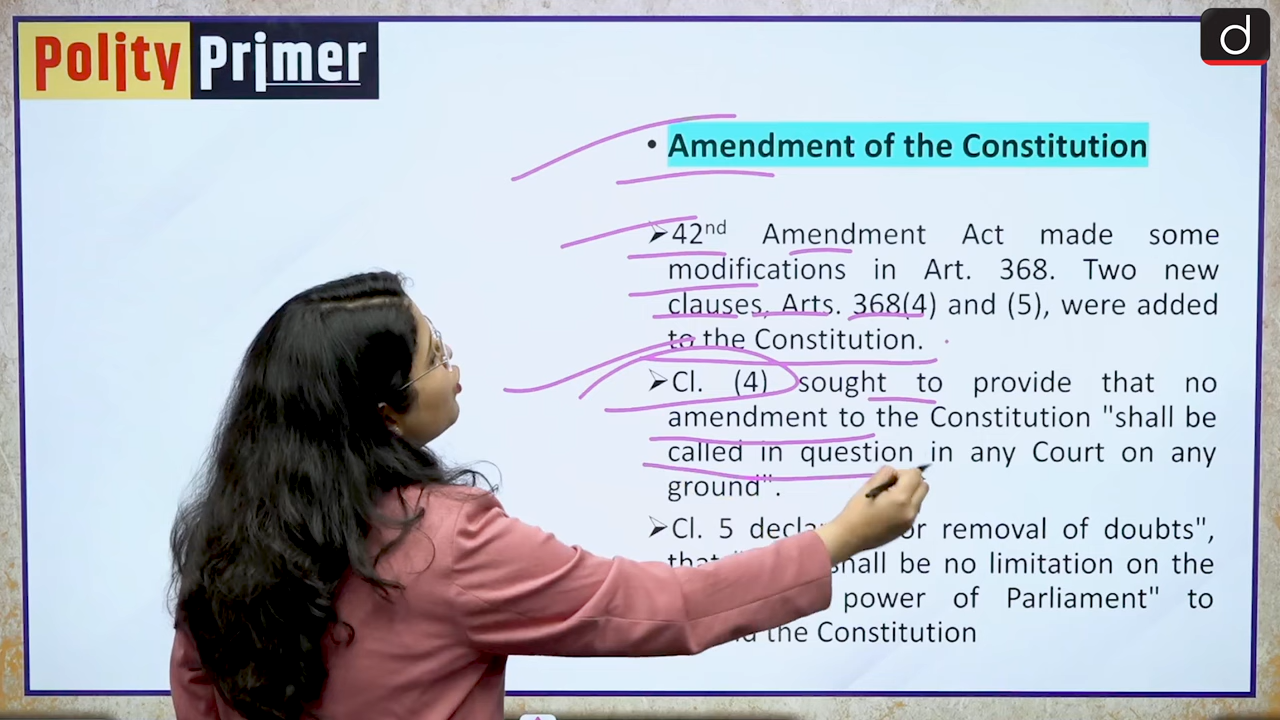 Polity Primer
d
• Amendment of the Constitution
➤42nd Amendment Act made some
modifications in Art. 368. Two new
clauses, Arts. 368(4) and (5), were added
to the Constitution.
➤Cl. (4) sought to provide that no
amendment to the Constitution "shall be
called in question in any Court on any
ground".
➤Cl. 5 removal of doubts",
shall be no limitation on the
power of Parliament" to
the Constitution